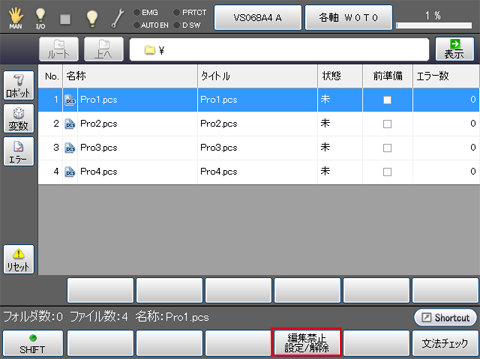 MAN
I/O
EMG
PRTCT
AUTO EN
D SW
VS068A4 A
各軸 W 0 T 0
1 %
ルート
上へ
¥
表示
No. 名称 タイトル 状態 前準備 エラー数
1 Pro1.pcs Pro1.pcs 未 0
2 Pro2.pcs Pro2.pcs 未 0
3 Pro3.pcs Pro3.pcs 未 0
4 Pro4.pcs Pro4.pcs 未 0
ロボット
変数
エラー
リセット
フォルダ数:0 ファイル数:4 名称:Pro1.pcs
Shortcut
SHIFT
編集禁止
設定/解除
文法チェック